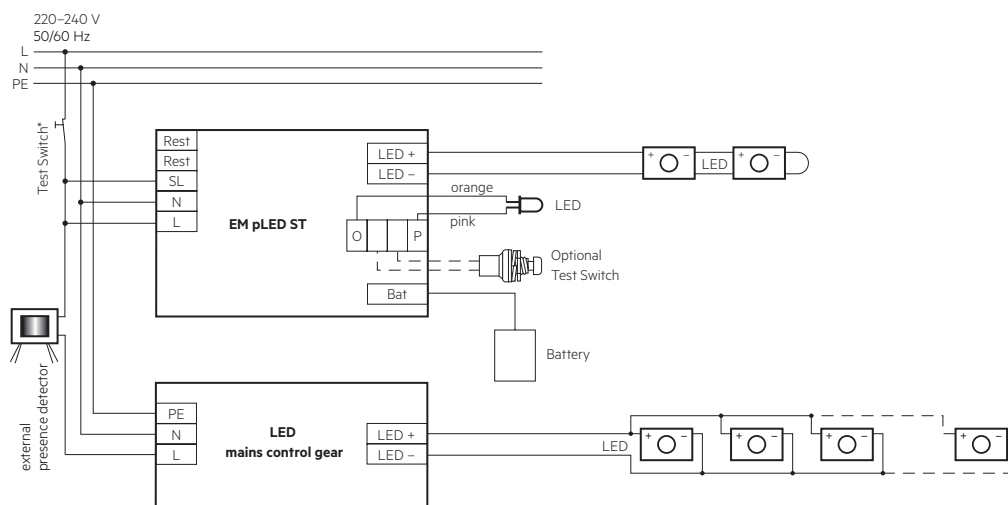 220–240 V
50/60 Hz
L
N
PE
Test Switch*
Rest
Rest
SL
N
L
EM pLED ST
LED +
LED –
+ –
LED
+ –
orange
pink
LED
O
P
Optional
Test Switch
Bat
Battery
external
presence detector
PE
N
L
LED
mains control gear
LED +
LED –
LED
+ –
+ –
+ –
+ –